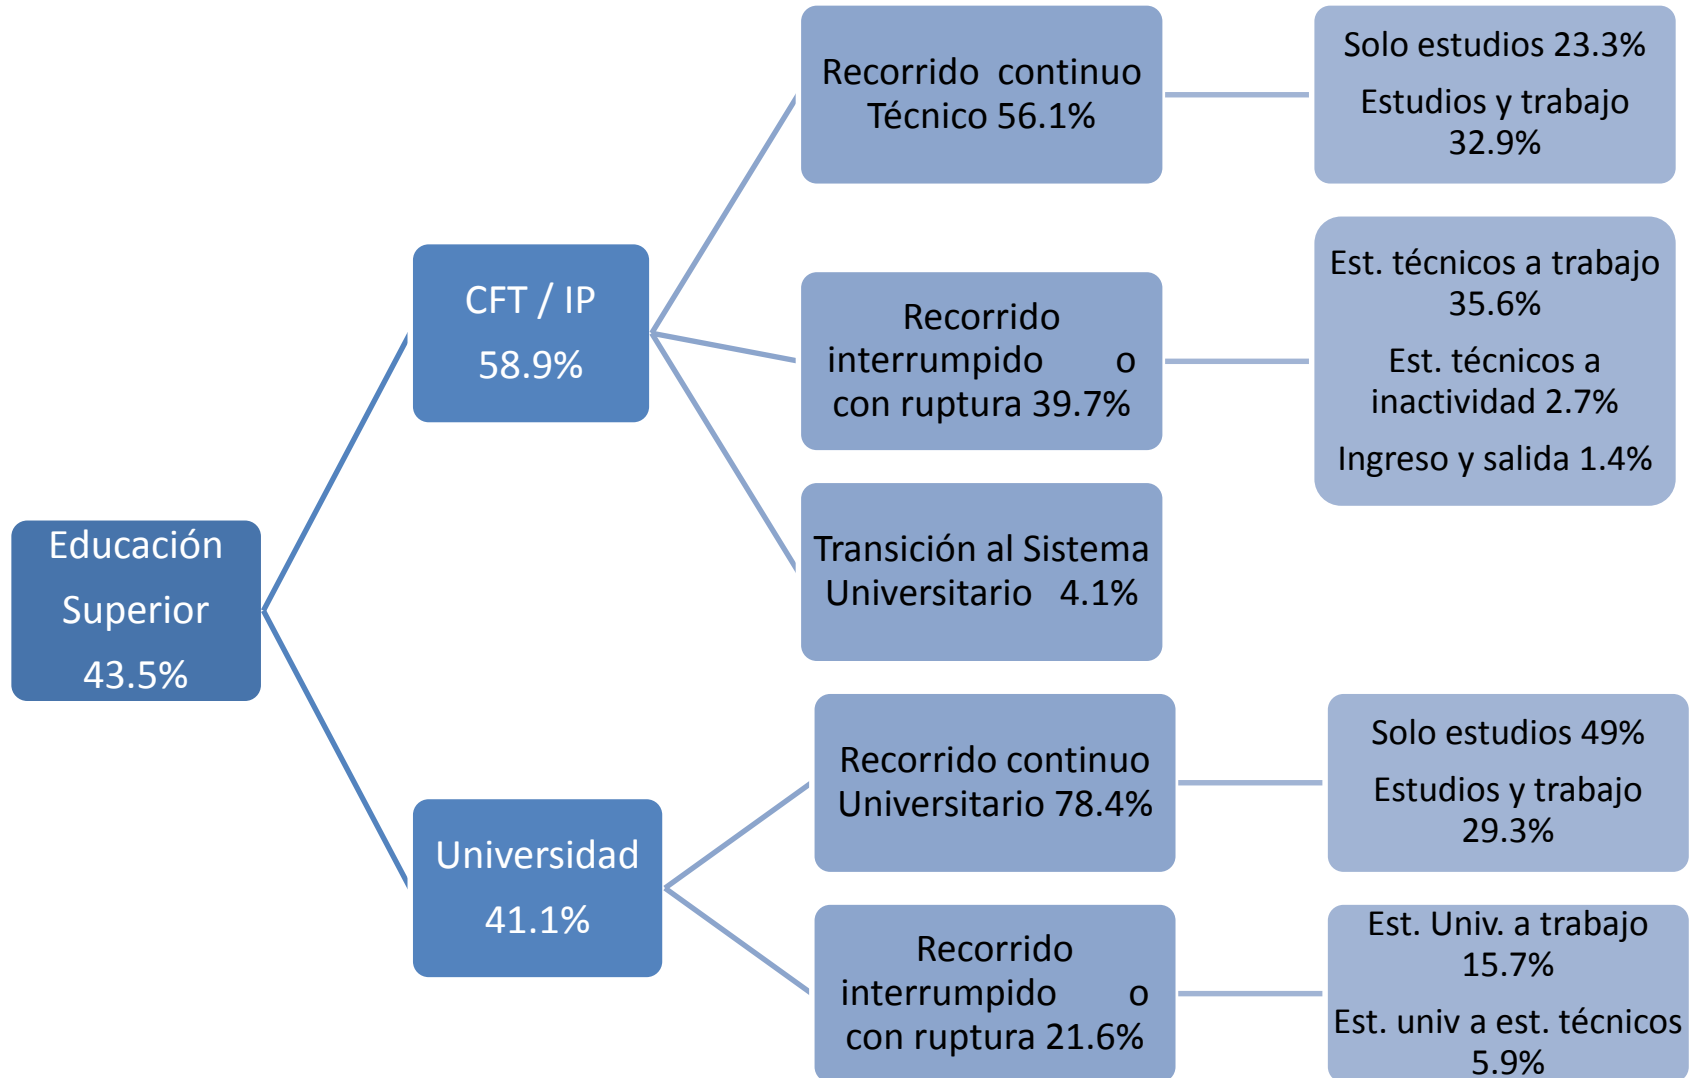 Educación
Superior
43.5%
CFT / IP
58.9%
Universidad
41.1%
Recorrido continuo
Técnico 56.1%
Recorrido
interrumpido o
con ruptura 39.7%
Transición al Sistema
Universitario 4.1%
Recorrido continuo
Universitario 78.4%
Recorrido
interrumpido o
con ruptura 21.6%
Solo estudios 23.3%
Estudios y trabajo
32.9%
Est. técnicos a trabajo
35.6%
Est. técnicos a
inactividad 2.7%
Ingreso y salida 1.4%
Solo estudios 49%
Estudios y trabajo
29.3%
Est. Univ. a trabajo
15.7%
Est. univ a est. técnicos
5.9%